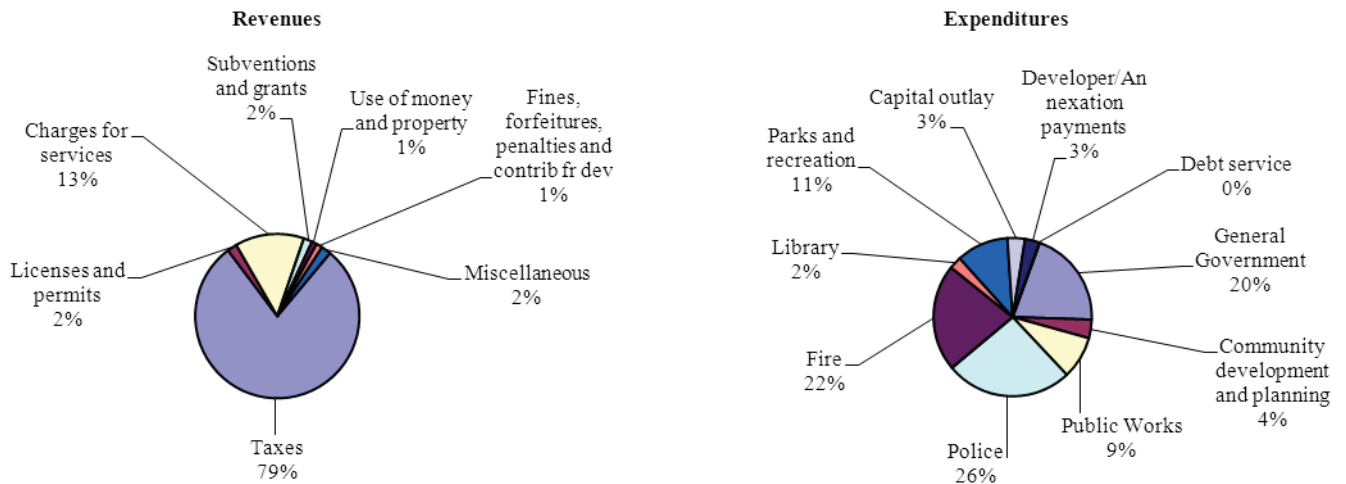 Revenues
Subventions
and grants
2%
Use of money
and property
1%
Fines,
forfeitures,
penalties and
contrib fr dev
1%
Charges for
services
13%
Licenses and
permits
2%
Miscellaneous
2%
Taxes
79%
Expenditures
Developer/An
nexation
payments
3%
Capital outlay
3%
Parks and
recreation
11%
Debt service
0%
Library
2%
General
Government
20%
Fire
22%
Community
development
and planning
4%
Public Works
9%
Police
26%